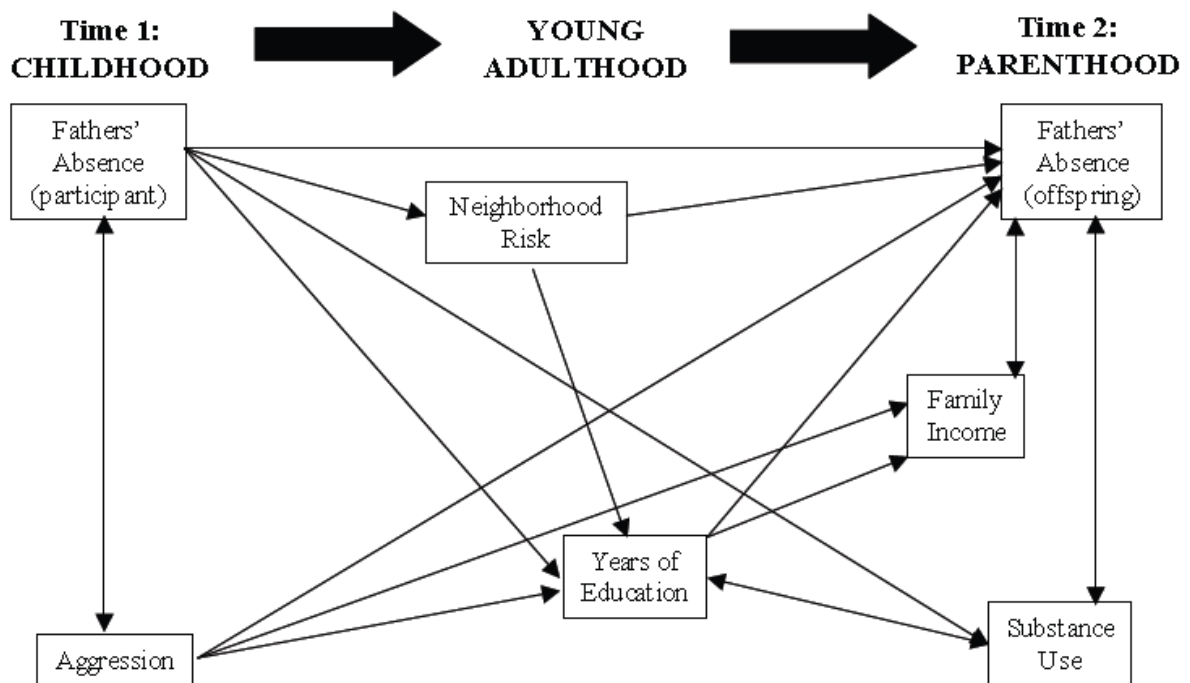 Time 1:
CHILDHOOD
YOUNG
ADULTHOOD
Time 2:
PARENTHOOD
Fathers’
Absence
(participant)
Neighborhood
Risk
Fathers’
Absence
(offspring)
Family
Income
Years of
Education
Aggression
Substance
Use